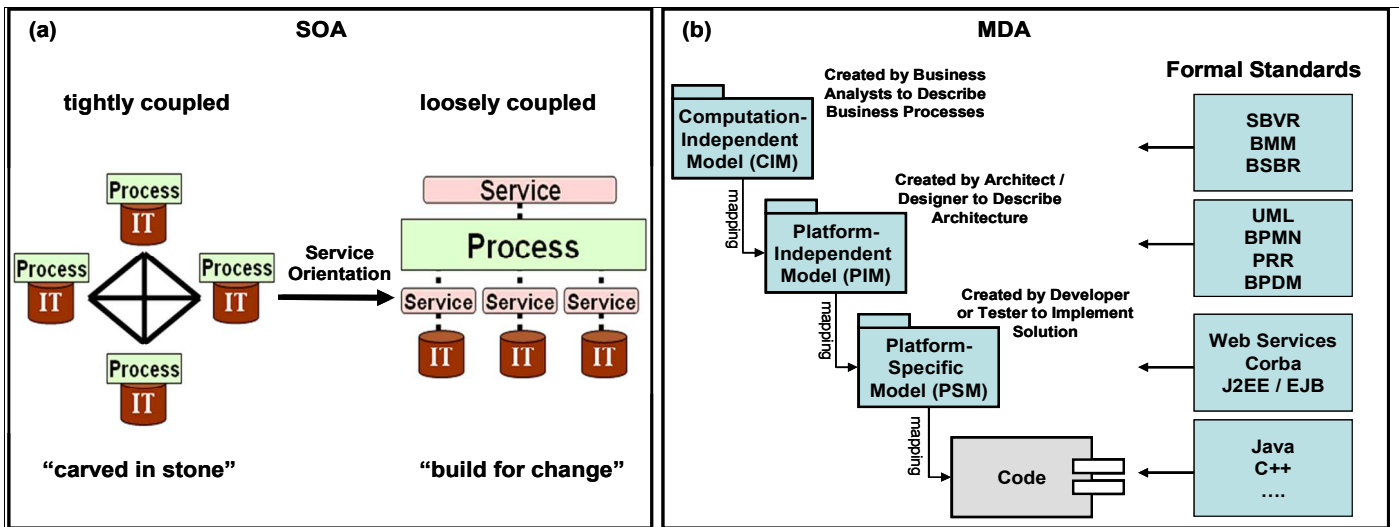 (a)
SOA
tightly coupled
loosely coupled
Process
IT
Process
IT
Process
IT
Process
IT
Service
Orientation
Service
Process
Service
Service
Service
IT
IT
IT
“carved in stone”
“build for change”
(b)
MDA
Formal Standards
Created by Business
Analysts to Describe
Business Processes
Computation-
Independent
Model (CIM)
SBVR
BMM
BSBR
mapping
Created by Architect /
Designer to Describe
Architecture
Platform-
Independent
Model (PIM)
UML
BPMN
PRR
BPDM
mapping
Created by Developer
or Tester to Implement
Solution
Platform-
Specific
Model (PSM)
Web Services
Corba
J2EE / EJB
mapping
Code
Java
C++
....